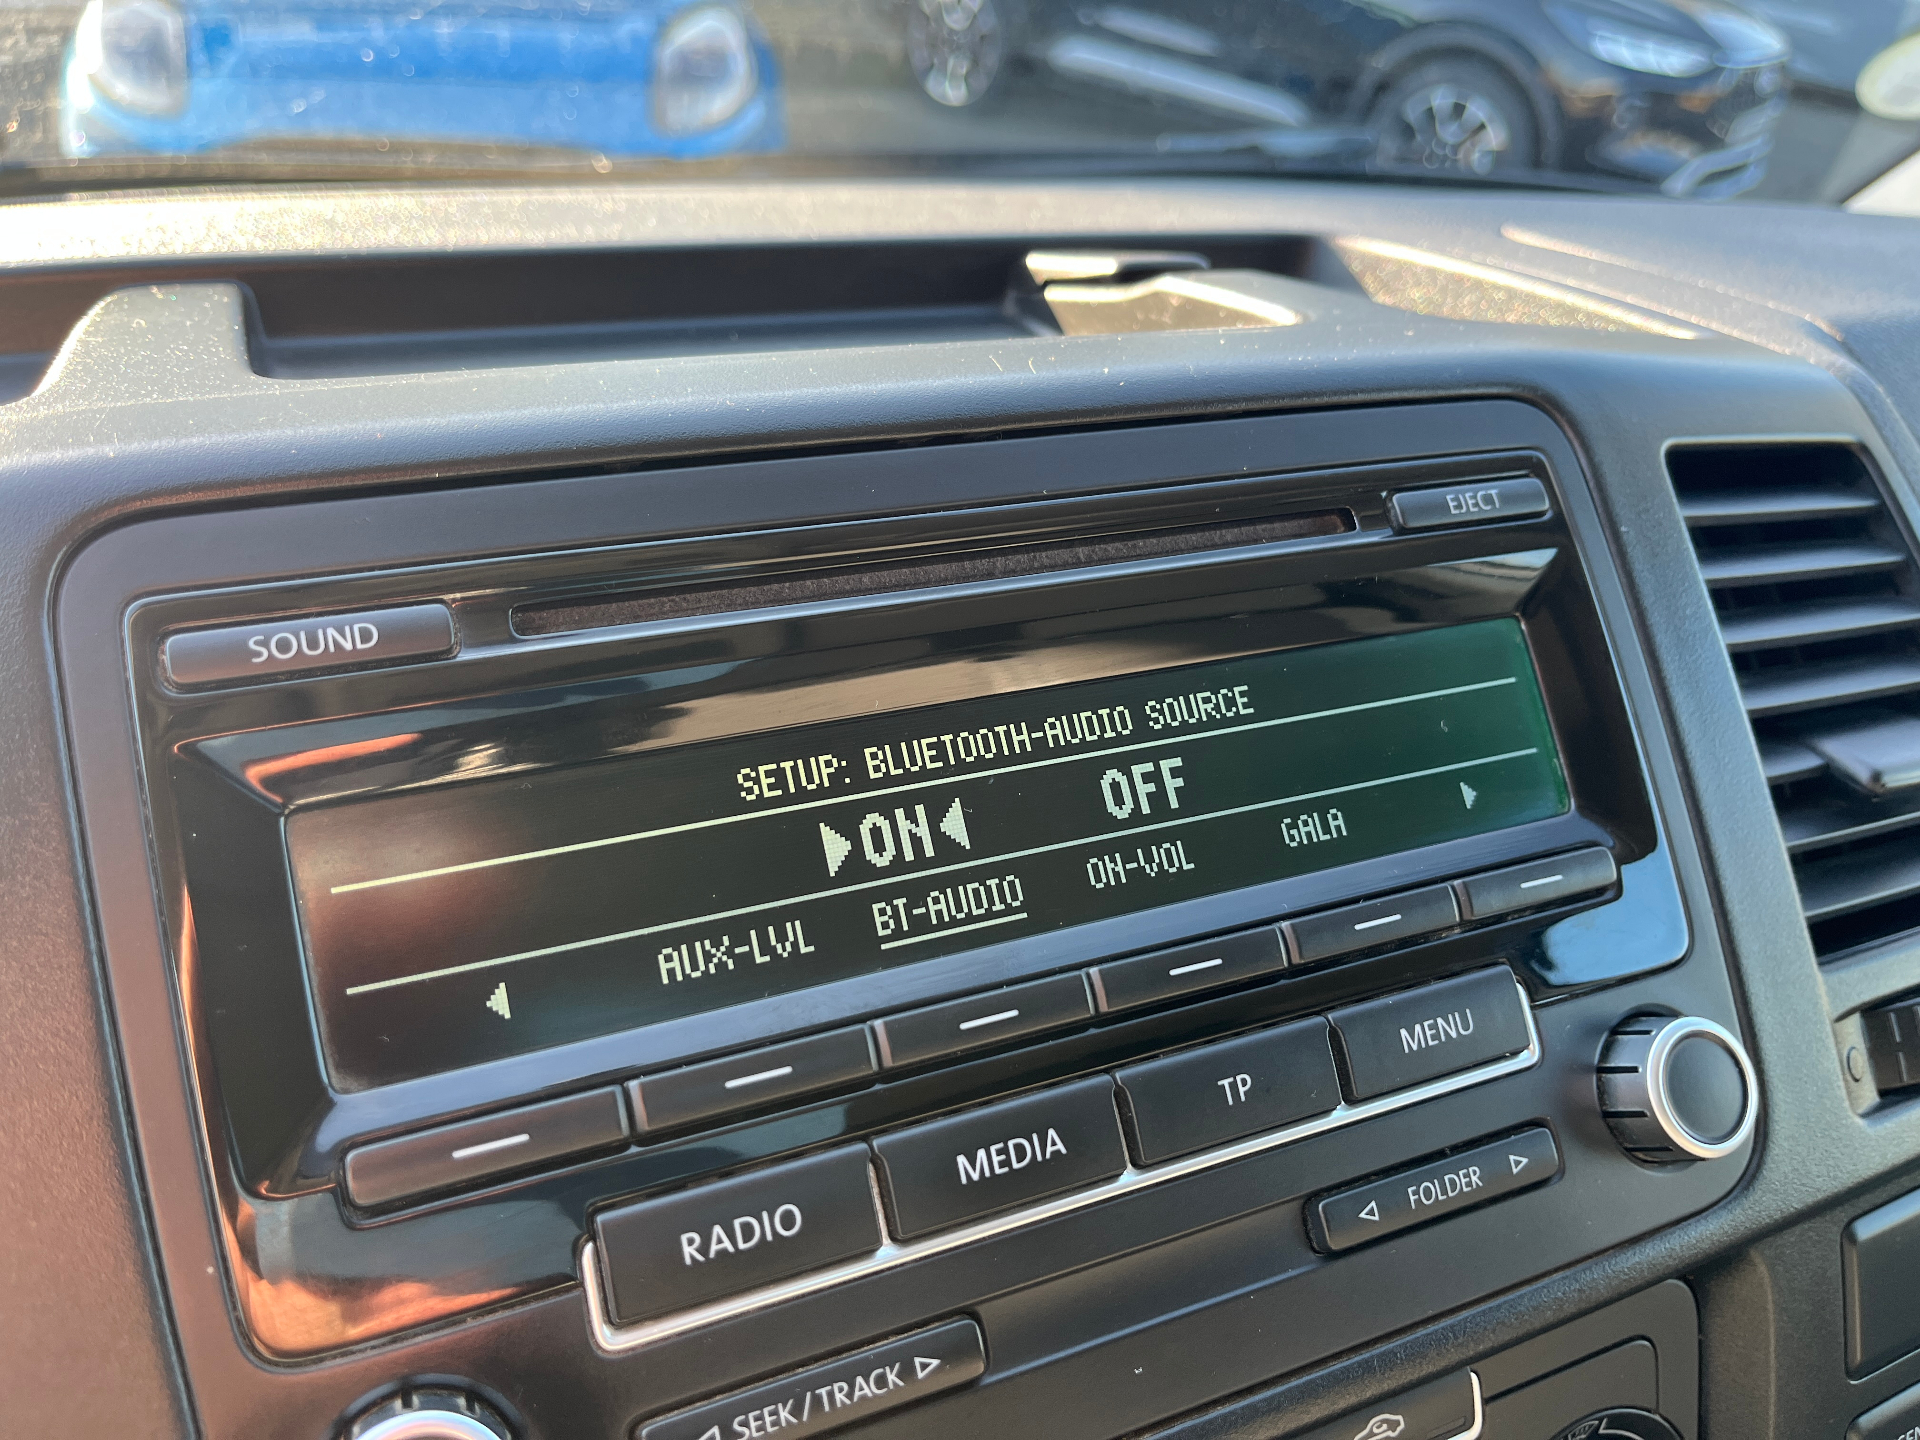 EJECT
SOUND
SETUP: BLUETOOTH-AUDIO SOURCE
ON OFF
AUX-LVL BT-AUDIO ON-VOL GALA
RADIO MEDIA TP MENU
FOLDER
SEEK/TRACK